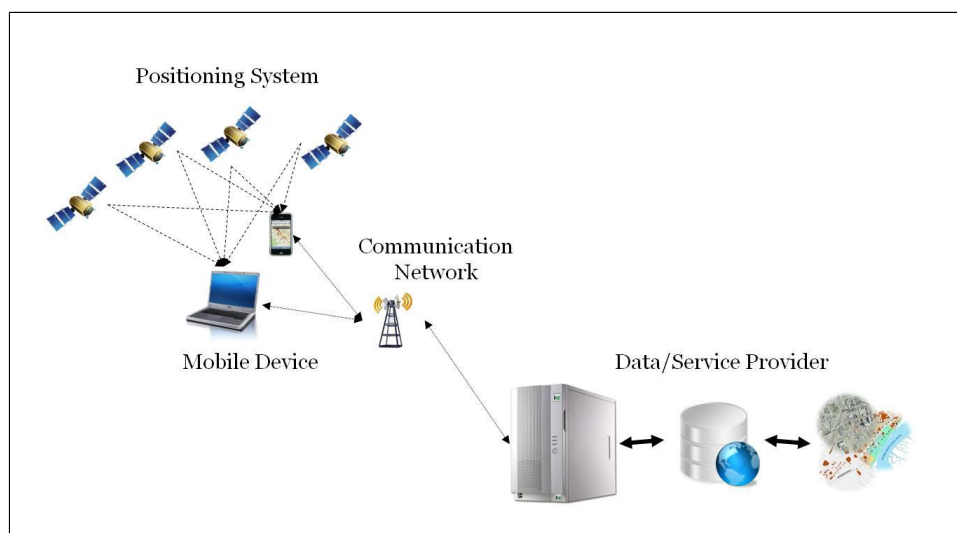 Positioning System
Communication
Network
Mobile Device
Data/Service Provider